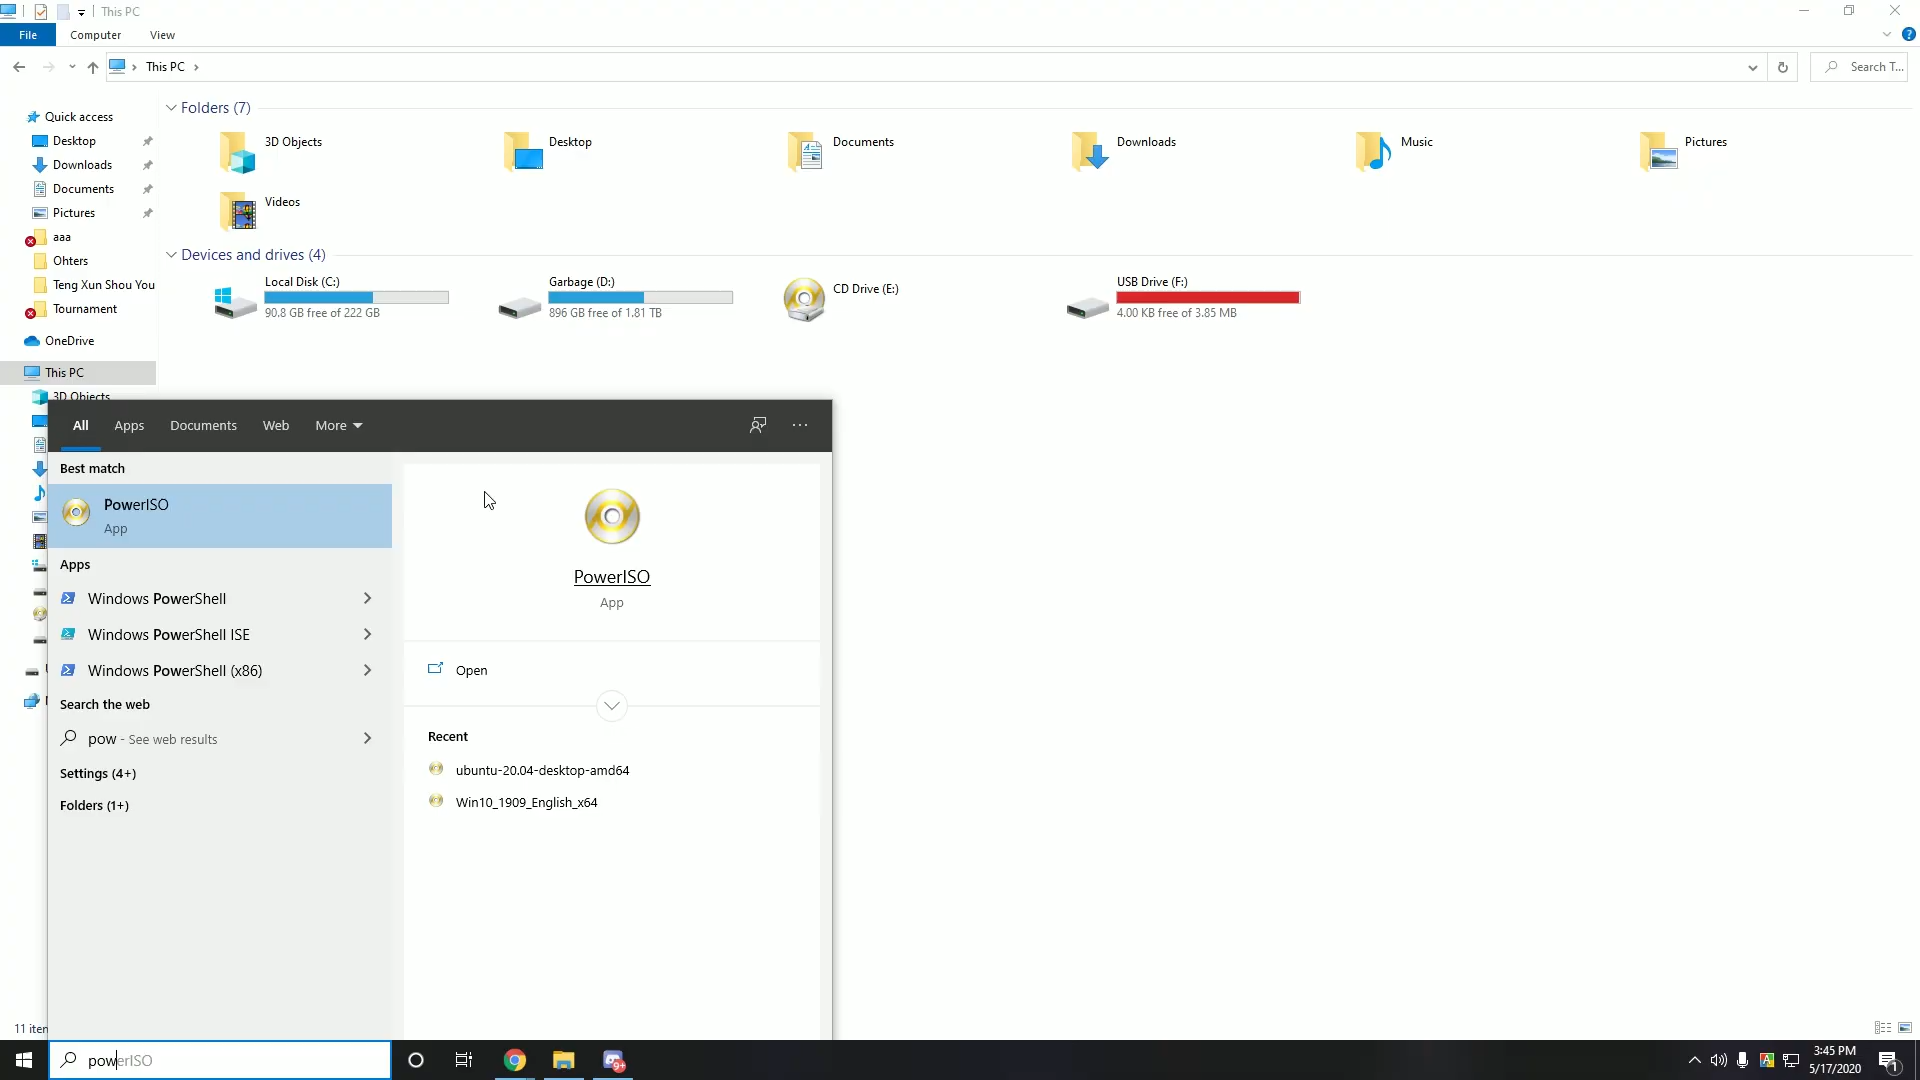 This PC
File
Computer
View
This PC
Search T...
Quick access
Desktop
Downloads
Documents
Pictures
aaa
Ohters
Teng Xun Shou You
Tournament
OneDrive
This PC
3D Objects
Folders (7)
3D Objects
Desktop
Documents
Downloads
Music
Pictures
Videos
Devices and drives (4)
Local Disk (C:)
90.8 GB free of 222 GB
Garbage (D:)
896 GB free of 1.81 TB
CD Drive (E:)
USB Drive (F:)
4.00 KB free of 3.85 MB
All
Apps
Documents
Web
More
Best match
PowerISO
App
Apps
Windows PowerShell
Windows PowerShell ISE
Windows PowerShell (x86)
Search the web
pow - See web results
Settings (4+)
Folders (1+)
PowerISO
App
Open
Recent
ubuntu-20.04-desktop-amd64
Win10_1909_English_x64
11 iten
powerISO
9+
A
3:45 PM
5/17/2020
1